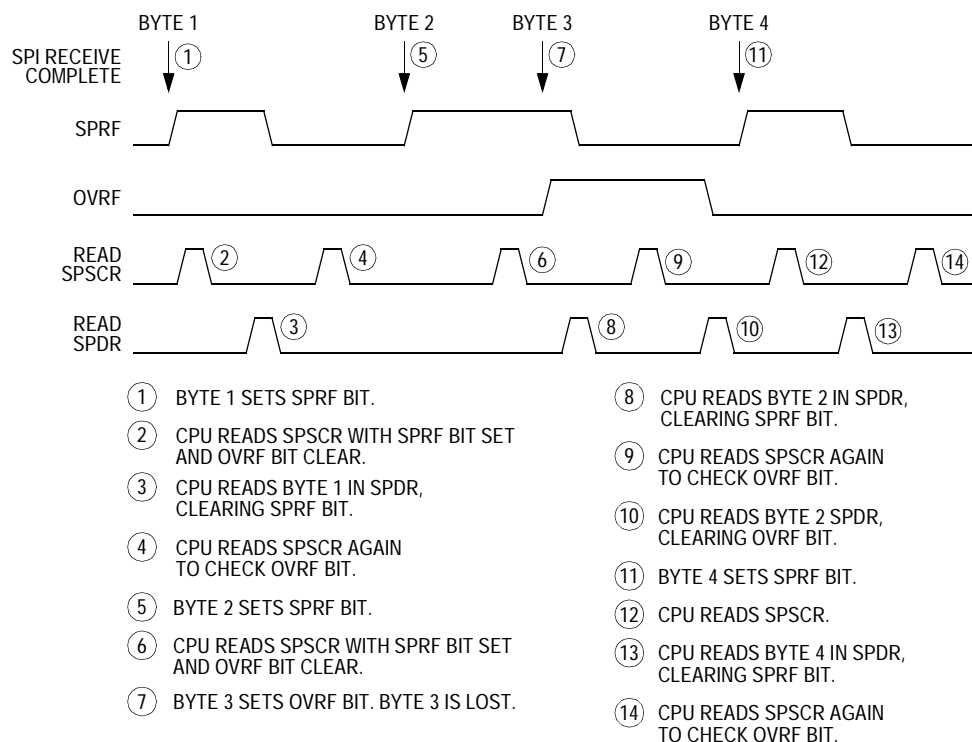 BYTE 1 BYTE 2 BYTE 3 BYTE 4
SPI RECEIVE
COMPLETE
1 5 7 11
SPRF
OVRF
READ
SPSCR
2 4 6 9 12 14
READ
SPDR
3 8 10 13
1 BYTE 1 SETS SPRF BIT.
2 CPU READS SPSCR WITH SPRF BIT SET
AND OVRF BIT CLEAR.
3 CPU READS BYTE 1 IN SPDR,
CLEARING SPRF BIT.
4 CPU READS SPSCR AGAIN
TO CHECK OVRF BIT.
5 BYTE 2 SETS SPRF BIT.
6 CPU READS SPSCR WITH SPRF BIT SET
AND OVRF BIT CLEAR.
7 BYTE 3 SETS OVRF BIT. BYTE 3 IS LOST.
8 CPU READS BYTE 2 IN SPDR,
CLEARING SPRF BIT.
9 CPU READS SPSCR AGAIN
TO CHECK OVRF BIT.
10 CPU READS BYTE 2 SPDR,
CLEARING OVRF BIT.
11 BYTE 4 SETS SPRF BIT.
12 CPU READS SPSCR.
13 CPU READS BYTE 4 IN SPDR,
CLEARING SPRF BIT.
14 CPU READS SPSCR AGAIN
TO CHECK OVRF BIT.